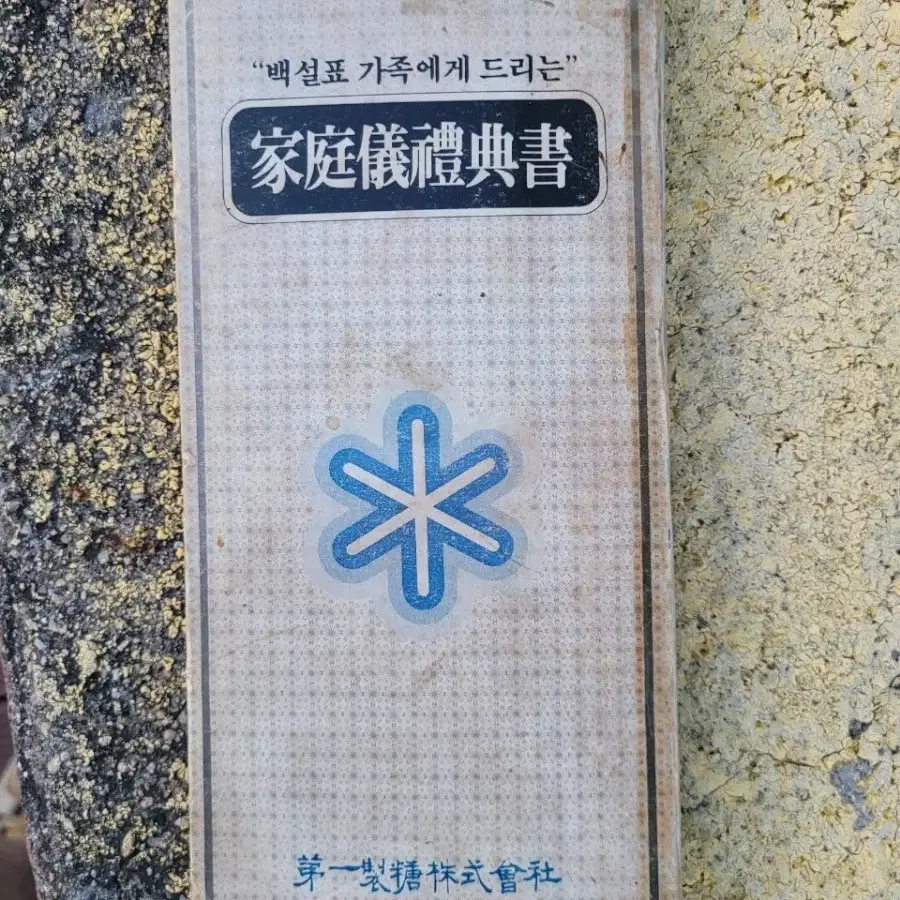 “백설표 가족에게 드리는”
家庭儀禮典書
第一製糖株式會社